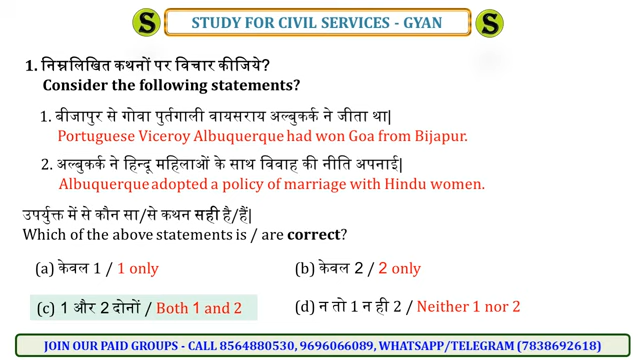 S STUDY FOR CIVIL SERVICES - GYAN S
1. निम्नलिखित कथनों पर विचार कीजिये?
Consider the following statements?
1. बीजापुर से गोवा पुर्तगाली वायसराय अल्बुकर्क ने जीता था|
Portuguese Viceroy Albuquerque had won Goa from Bijapur.
2. अल्बुकर्क ने हिन्दू महिलाओं के साथ विवाह की नीति अपनाई|
Albuquerque adopted a policy of marriage with Hindu women.
उपर्युक्त में से कौन सा/से कथन सही है/हैं|
Which of the above statements is / are correct?
(a) केवल 1 / 1 only (b) केवल 2 / 2 only
(c) 1 और 2 दोनों / Both 1 and 2 (d) न तो 1 न ही 2 / Neither 1 nor 2
JOIN OUR PAID GROUPS - CALL 8564880530, 9696066089, WHATSAPP/TELEGRAM (7838692618)